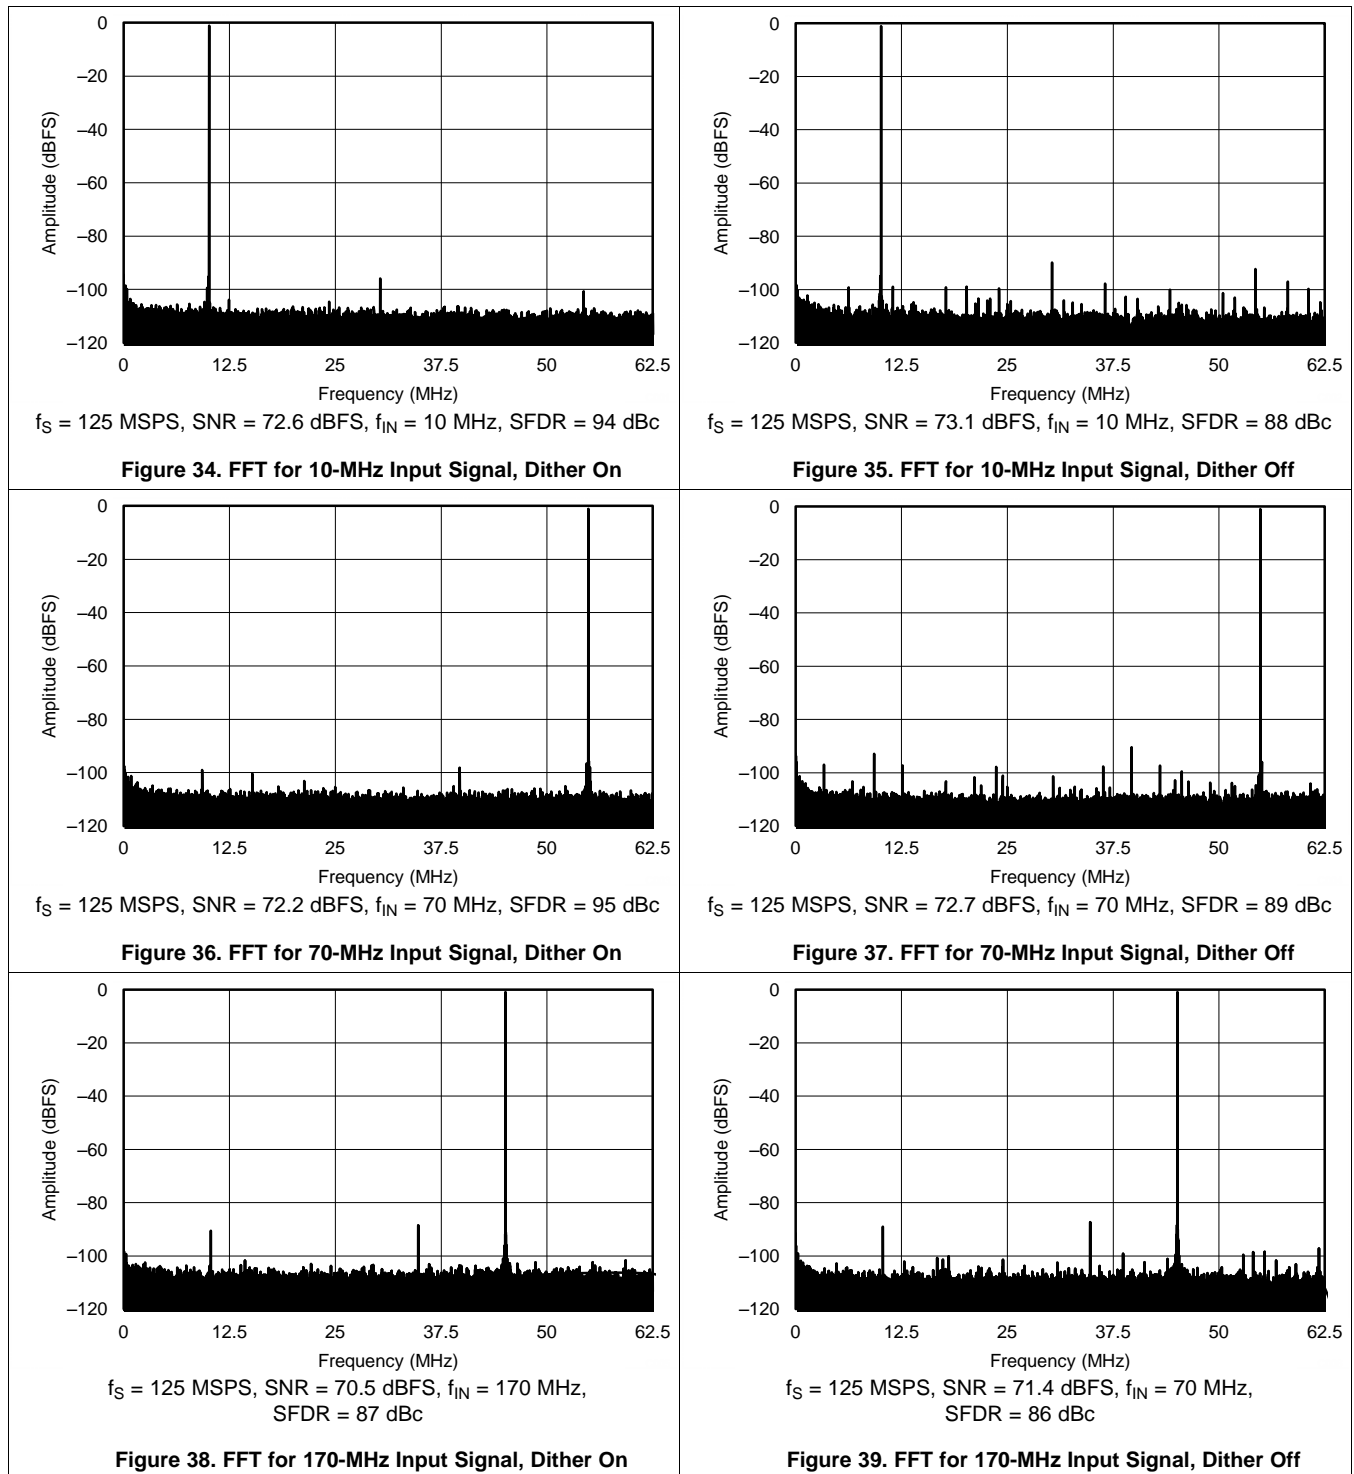 0
–20
–40
–60
–80
–100
–120
Amplitude (dBFS)
0 12.5 25 37.5 50 62.5
Frequency (MHz)
fS = 125 MSPS, SNR = 72.6 dBFS, fIN = 10 MHz, SFDR = 94 dBc
Figure 34. FFT for 10-MHz Input Signal, Dither On
0
–20
–40
–60
–80
–100
–120
Amplitude (dBFS)
0 12.5 25 37.5 50 62.5
Frequency (MHz)
fS = 125 MSPS, SNR = 73.1 dBFS, fIN = 10 MHz, SFDR = 88 dBc
Figure 35. FFT for 10-MHz Input Signal, Dither Off
0
–20
–40
–60
–80
–100
–120
Amplitude (dBFS)
0 12.5 25 37.5 50 62.5
Frequency (MHz)
fS = 125 MSPS, SNR = 72.2 dBFS, fIN = 70 MHz, SFDR = 95 dBc
Figure 36. FFT for 70-MHz Input Signal, Dither On
0
–20
–40
–60
–80
–100
–120
Amplitude (dBFS)
0 12.5 25 37.5 50 62.5
Frequency (MHz)
fS = 125 MSPS, SNR = 72.7 dBFS, fIN = 70 MHz, SFDR = 89 dBc
Figure 37. FFT for 70-MHz Input Signal, Dither Off
0
–20
–40
–60
–80
–100
–120
Amplitude (dBFS)
0 12.5 25 37.5 50 62.5
Frequency (MHz)
fS = 125 MSPS, SNR = 70.5 dBFS, fIN = 170 MHz,
SFDR = 87 dBc
Figure 38. FFT for 170-MHz Input Signal, Dither On
0
–20
–40
–60
–80
–100
–120
Amplitude (dBFS)
0 12.5 25 37.5 50 62.5
Frequency (MHz)
fS = 125 MSPS, SNR = 71.4 dBFS, fIN = 70 MHz,
SFDR = 86 dBc
Figure 39. FFT for 170-MHz Input Signal, Dither Off